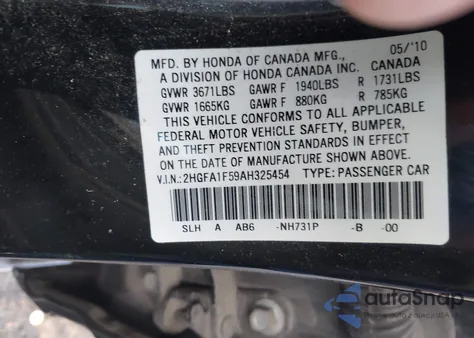 MFD. BY HONDA OF CANADA MFG., 05/'10
A DIVISION OF HONDA CANADA INC. CANADA
GVWR 3671LBS GAWR F 1940LBS R 1731LBS
GVWR 1665KG GAWR F 880KG R 785KG
THIS VEHICLE CONFORMS TO ALL APPLICABLE
FEDERAL MOTOR VEHICLE SAFETY, BUMPER,
AND THEFT PREVENTION STANDARDS IN EFFECT
ON THE DATE OF MANUFACTURE SHOWN ABOVE.
V.I.N.: 2HGFA1F59AH325454 TYPE: PASSENGER CAR
SLH A AB6 -NH731P -B -00
autoSnap